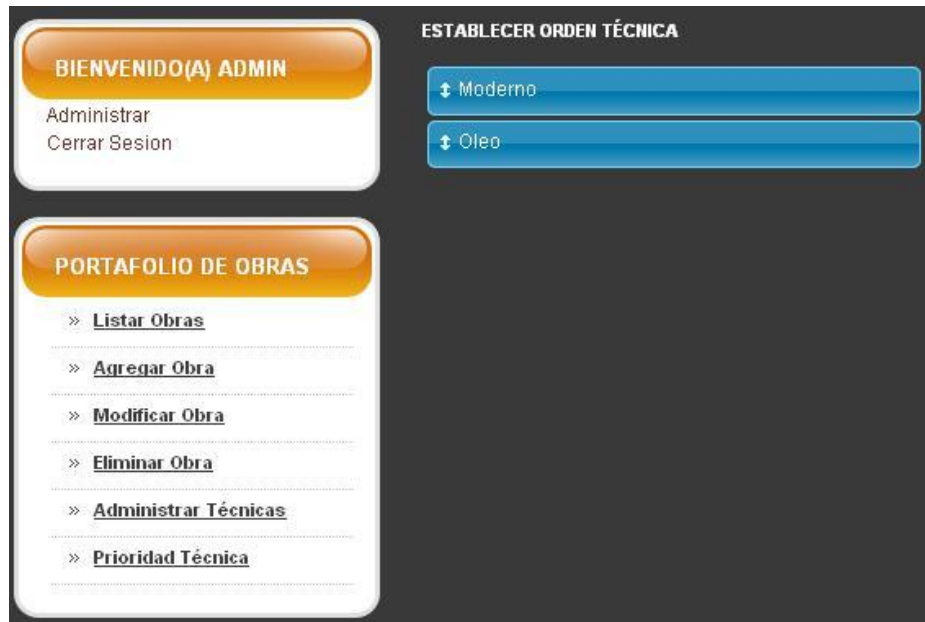 BIENVENIDO(A) ADMIN
Administrar
Cerrar Sesion
PORTAFOLIO DE OBRAS
» Listar Obras
» Agregar Obra
» Modificar Obra
» Eliminar Obra
» Administrar Técnicas
» Prioridad Técnica
ESTABLECER ORDEN TÉCNICA
Moderno
Oleo